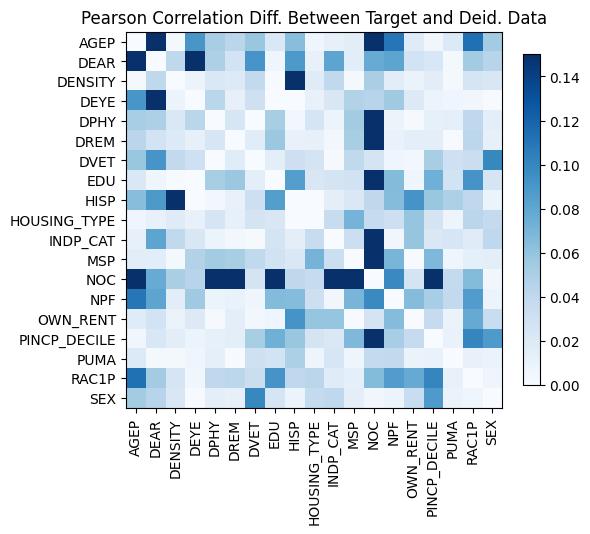 Pearson Correlation Diff. Between Target and Deid. Data
AGEP
DEAR
DENSITY
DEYE
DPHY
DREM
DVET
EDU
HISP
HOUSING_TYPE
INDP_CAT
MSP
NOC
NPF
OWN_RENT
PINCP_DECILE
PUMA
RAC1P
SEX
AGEP
DEAR
DENSITY
DEYE
DPHY
DREM
DVET
EDU
HISP
HOUSING_TYPE
INDP_CAT
MSP
NOC
NPF
OWN_RENT
PINCP_DECILE
PUMA
RAC1P
SEX
0.14
0.12
0.10
0.08
0.06
0.04
0.02
0.00